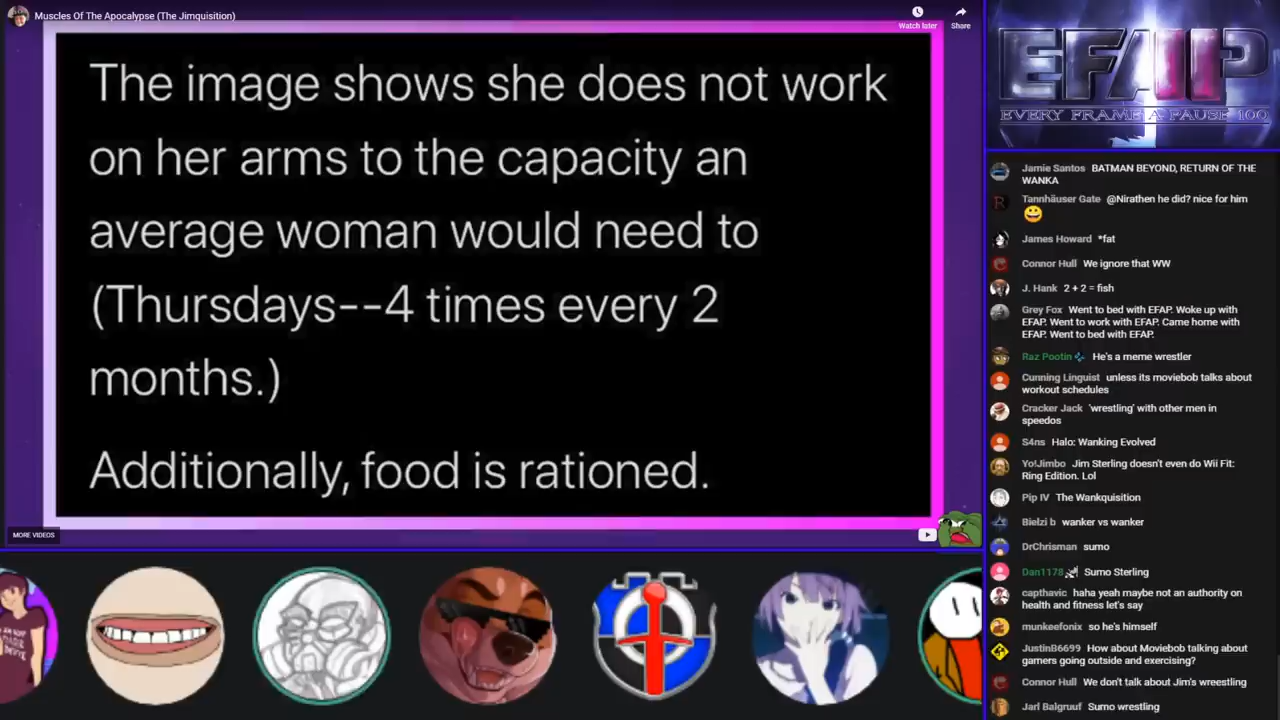 Muscles Of The Apocalypse (The Jimquisition)
Watch later
Share
The image shows she does not work
on her arms to the capacity an
average woman would need to
(Thursdays--4 times every 2
months.)
Additionally, food is rationed.
MORE VIDEOS
EFAP
EVERY FRAME A PAUSE 100
Jamie Santos BATMAN BEYOND, RETURN OF THE
WANKA
Tannhäuser Gate @Nirathen he did? nice for him
James Howard *fat
Connor Hull We ignore that WW
J. Hank 2 + 2 = fish
Grey Fox Went to bed with EFAP. Woke up with
EFAP. Went to work with EFAP. Came home with
EFAP. Went to bed with EFAP.
Raz Pootin He's a meme wrestler
Cunning Linguist unless its moviebob talks about
workout schedules
Cracker Jack 'wrestling' with other men in
speedos
S4ns Halo: Wanking Evolved
Yo!Jimbo Jim Sterling doesn't even do Wii Fit:
Ring Edition. Lol
Pip IV The Wankquisition
Bielzi b wanker vs wanker
DrChrisman sumo
Dan1178 Sumo Sterling
capthavic haha yeah maybe not an authority on
health and fitness let's say
munkeefonix so he's himself
JustinB6699 How about Moviebob talking about
gamers going outside and exercising?
Connor Hull We don't talk about Jim's wreestling
Jarl Balgruuf Sumo wrestling